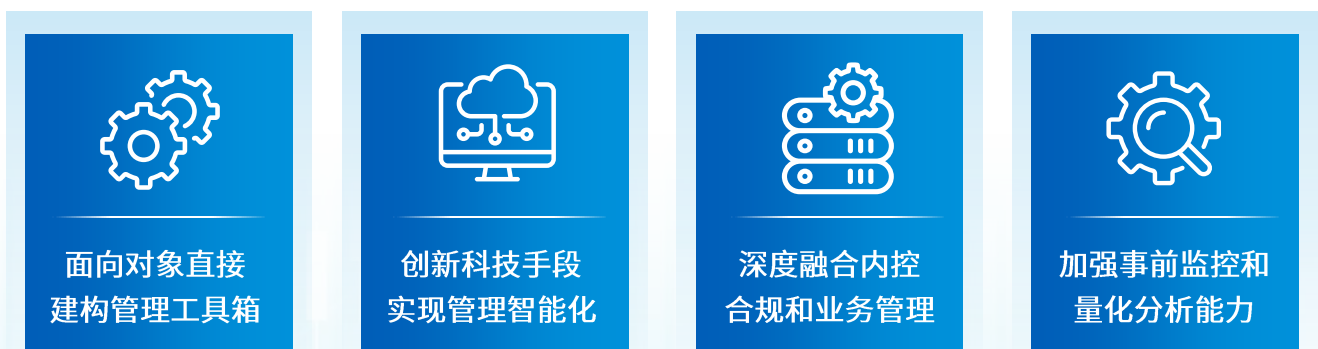 面向对象直接
建构管理工具箱
创新科技手段
实现管理智能化
深度融合内控
合规和业务管理
加强事前监控和
量化分析能力